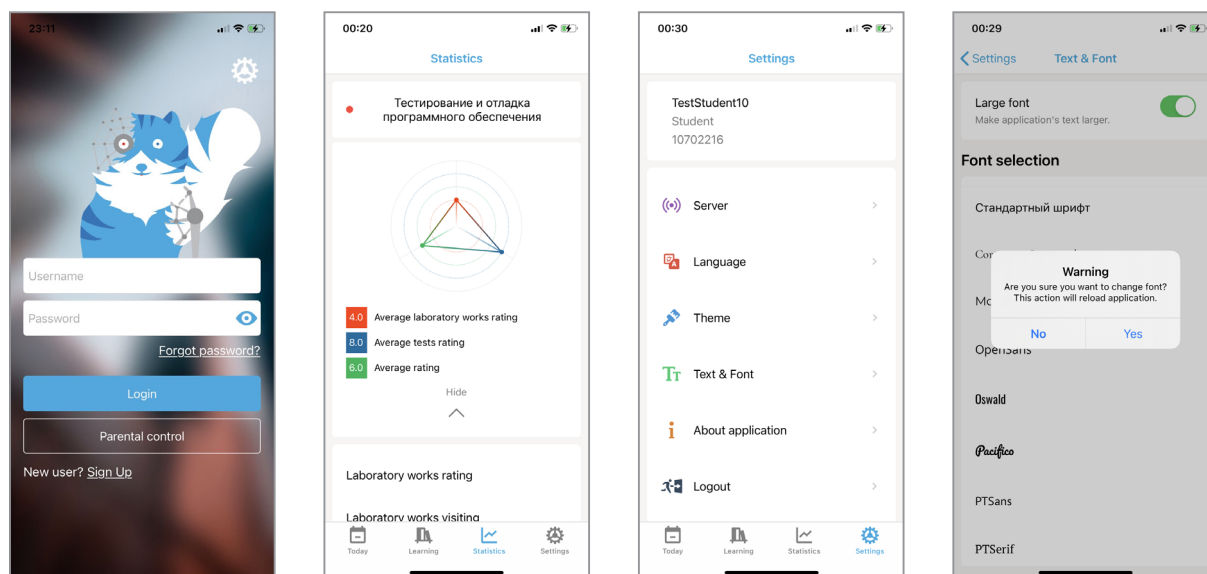 23:11
Username
Password
Forgot password?
Login
Parental control
New user? Sign Up
00:20
Statistics
Тестирование и отладка
программного обеспечения
4.0 Average laboratory works rating
8.0 Average tests rating
6.0 Average rating
Hide
Laboratory works rating
Laboratory works visiting
Today Learning Statistics Settings
00:30
Settings
TestStudent10
Student
10702216
Server
Language
Theme
Text & Font
About application
Logout
Today Learning Statistics Settings
00:29
Settings Text & Font
Large font
Make application's text larger.
Font selection
Стандартный шрифт
Warning
Are you sure you want to change font?
This action will reload application.
No Yes
OpenSans
Oswald
Pacifico
PTSans
PTSerif